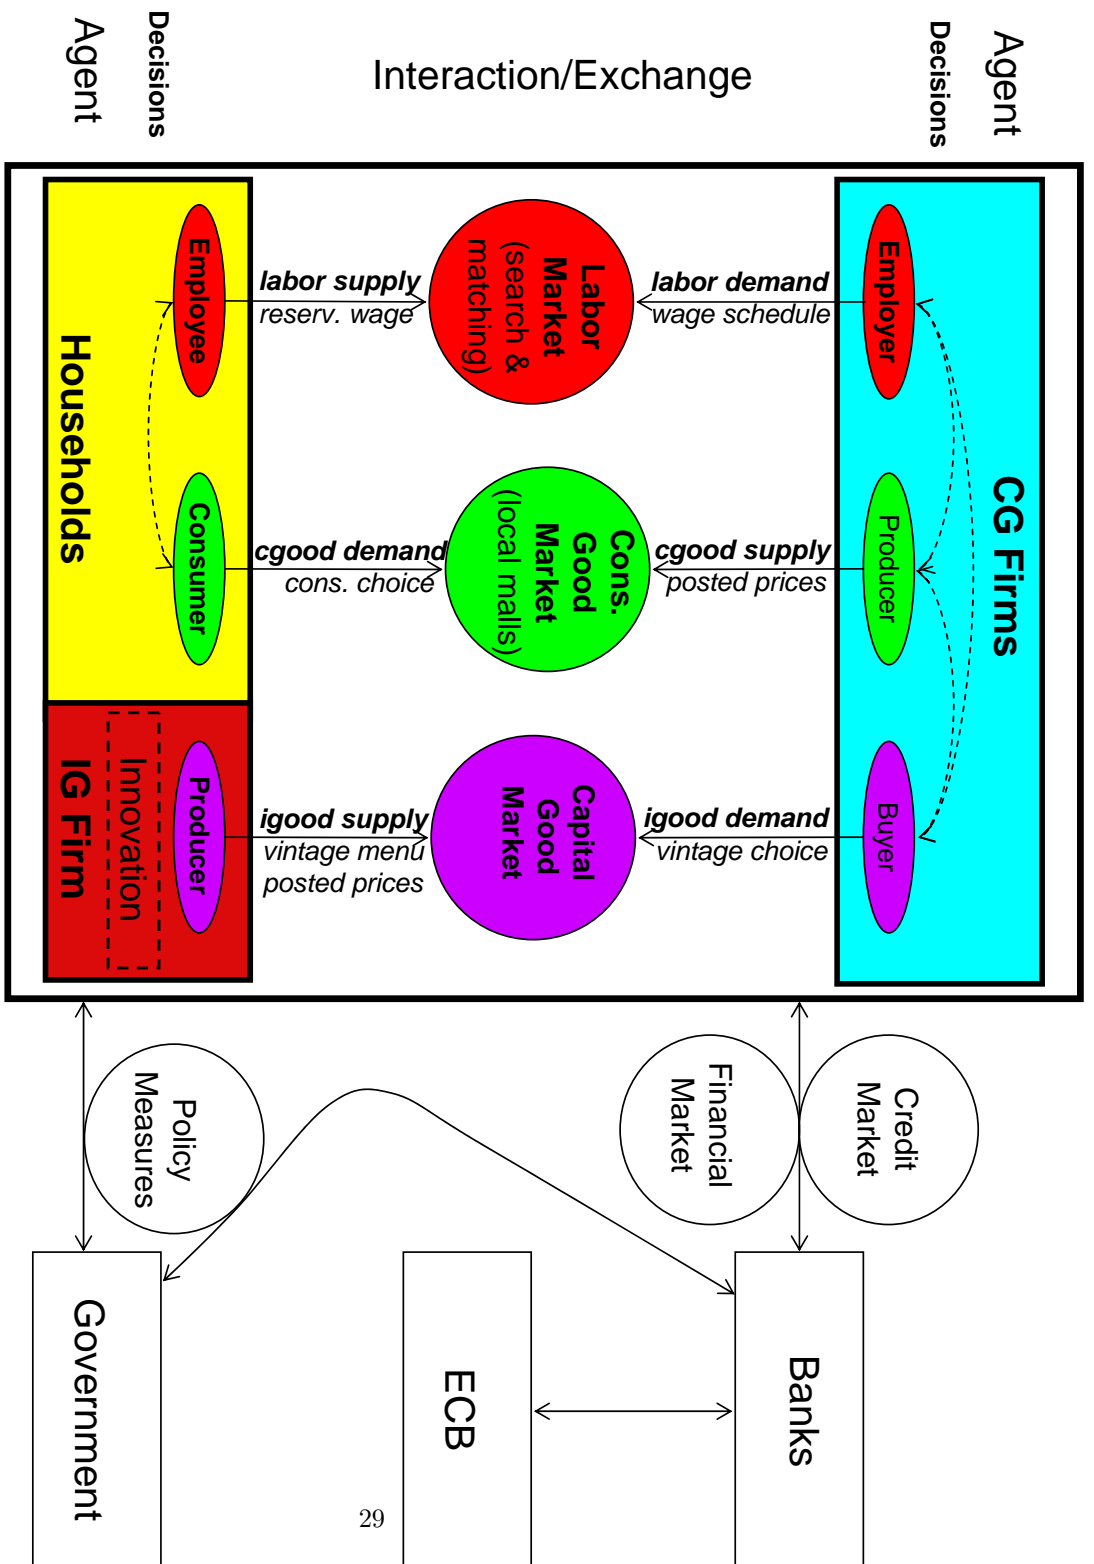 Agent
Decisions
Interaction/Exchange
Decisions
Agent
CG Firms
Employer
Producer
Buyer
labor demand
wage schedule
cgood supply
posted prices
igood demand
vintage choice
Labor
Market
(search &
matching)
Cons.
Good
Market
(local malls)
Capital
Good
Market
labor supply
reserv. wage
cgood demand
cons. choice
igood supply
vintage menu
posted prices
Employee
Consumer
Producer
Households
Innovation
IG Firm
Credit
Market
Financial
Market
Policy
Measures
Banks
ECB
Government
29